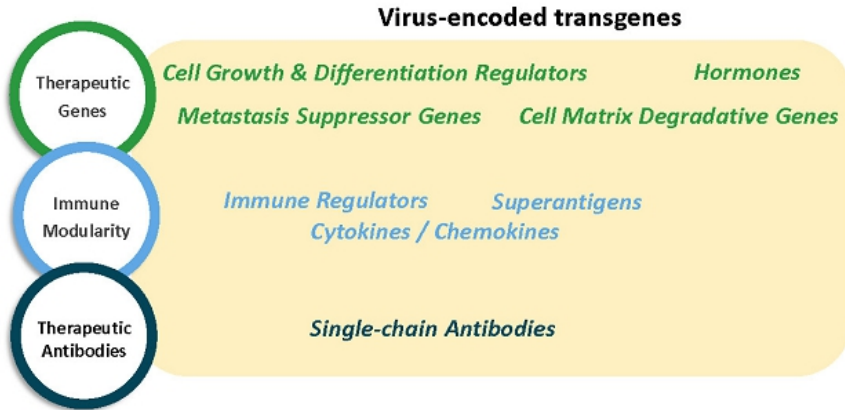 Virus-encoded transgenes
Therapeutic
Genes
Cell Growth & Differentiation Regulators
Hormones
Metastasis Suppressor Genes
Cell Matrix Degradative Genes
Immune
Modularity
Immune Regulators
Superantigens
Cytokines / Chemokines
Therapeutic
Antibodies
Single-chain Antibodies